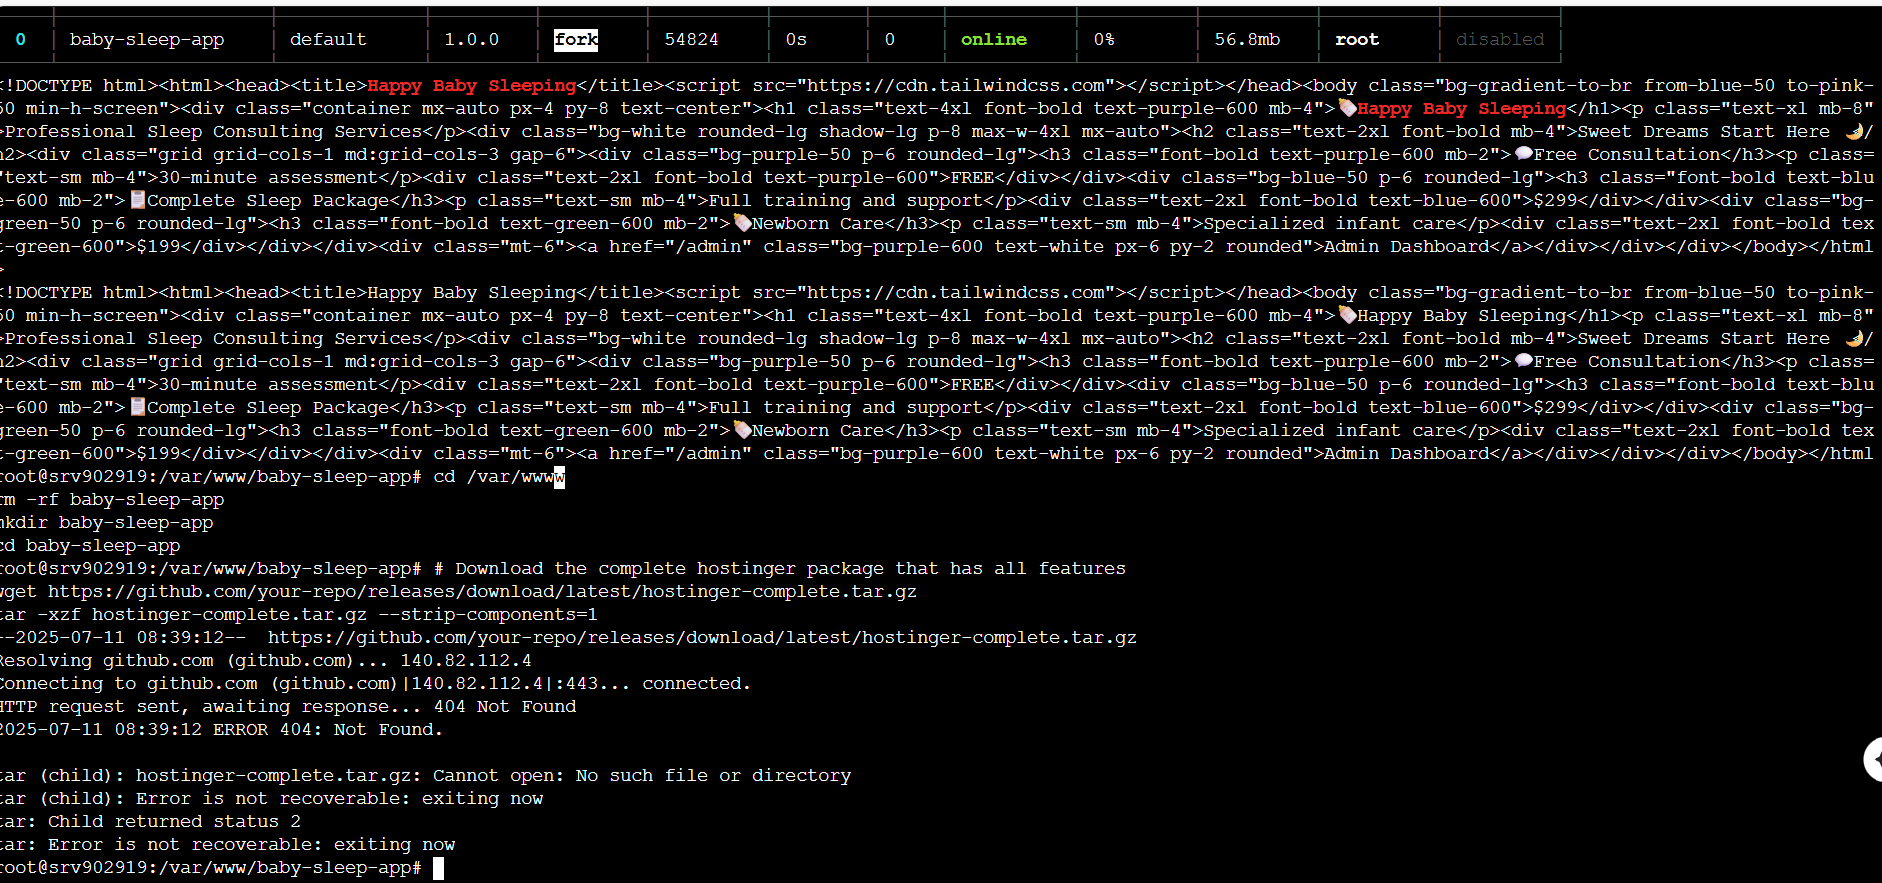 0 baby-sleep-app default 1.0.0 fork 54824 0s 0 online 0% 56.8mb root disabled
<!DOCTYPE html><html><head><title>Happy Baby Sleeping</title><script src="https://cdn.tailwindcss.com"></script></head><body class="bg-gradient-to-br from-blue-50 to-pink-
50 min-h-screen"><div class="container mx-auto px-4 py-8 text-center"><h1 class="text-4xl font-bold text-purple-600 mb-4">🍼Happy Baby Sleeping</h1><p class="text-xl mb-8"
>Professional Sleep Consulting Services</p><div class="bg-white rounded-lg shadow-lg p-8 max-w-4xl mx-auto"><h2 class="text-2xl font-bold mb-4">Sweet Dreams Start Here 🌙/
h2><div class="grid grid-cols-1 md:grid-cols-3 gap-6"><div class="bg-purple-50 p-6 rounded-lg"><h3 class="font-bold text-purple-600 mb-2">💬Free Consultation</h3><p class=
"text-sm mb-4">30-minute assessment</p><div class="text-2xl font-bold text-purple-600">FREE</div></div><div class="bg-blue-50 p-6 rounded-lg"><h3 class="font-bold text-blu
e-600 mb-2">📋Complete Sleep Package</h3><p class="text-sm mb-4">Full training and support</p><div class="text-2xl font-bold text-blue-600">$299</div></div><div class="bg-
green-50 p-6 rounded-lg"><h3 class="font-bold text-green-600 mb-2">🍼Newborn Care</h3><p class="text-sm mb-4">Specialized infant care</p><div class="text-2xl font-bold tex
t-green-600">$199</div></div></div><div class="mt-6"><a href="/admin" class="bg-purple-600 text-white px-6 py-2 rounded">Admin Dashboard</a></div></div></div></body></html
>
<!DOCTYPE html><html><head><title>Happy Baby Sleeping</title><script src="https://cdn.tailwindcss.com"></script></head><body class="bg-gradient-to-br from-blue-50 to-pink-
50 min-h-screen"><div class="container mx-auto px-4 py-8 text-center"><h1 class="text-4xl font-bold text-purple-600 mb-4">🍼Happy Baby Sleeping</h1><p class="text-xl mb-8"
>Professional Sleep Consulting Services</p><div class="bg-white rounded-lg shadow-lg p-8 max-w-4xl mx-auto"><h2 class="text-2xl font-bold mb-4">Sweet Dreams Start Here 🌙/
h2><div class="grid grid-cols-1 md:grid-cols-3 gap-6"><div class="bg-purple-50 p-6 rounded-lg"><h3 class="font-bold text-purple-600 mb-2">💬Free Consultation</h3><p class=
"text-sm mb-4">30-minute assessment</p><div class="text-2xl font-bold text-purple-600">FREE</div></div><div class="bg-blue-50 p-6 rounded-lg"><h3 class="font-bold text-blu
e-600 mb-2">📋Complete Sleep Package</h3><p class="text-sm mb-4">Full training and support</p><div class="text-2xl font-bold text-blue-600">$299</div></div><div class="bg-
green-50 p-6 rounded-lg"><h3 class="font-bold text-green-600 mb-2">🍼Newborn Care</h3><p class="text-sm mb-4">Specialized infant care</p><div class="text-2xl font-bold tex
t-green-600">$199</div></div></div><div class="mt-6"><a href="/admin" class="bg-purple-600 text-white px-6 py-2 rounded">Admin Dashboard</a></div></div></div></body></html
root@srv902919:/var/www/baby-sleep-app# cd /var/www
rm -rf baby-sleep-app
mkdir baby-sleep-app
cd baby-sleep-app
root@srv902919:/var/www/baby-sleep-app# # Download the complete hostinger package that has all features
wget https://github.com/your-repo/releases/download/latest/hostinger-complete.tar.gz
tar -xzf hostinger-complete.tar.gz --strip-components=1
--2025-07-11 08:39:12-- https://github.com/your-repo/releases/download/latest/hostinger-complete.tar.gz
Resolving github.com (github.com)... 140.82.112.4
Connecting to github.com (github.com)|140.82.112.4|:443... connected.
HTTP request sent, awaiting response... 404 Not Found
2025-07-11 08:39:12 ERROR 404: Not Found.
tar (child): hostinger-complete.tar.gz: Cannot open: No such file or directory
tar (child): Error is not recoverable: exiting now
tar: Child returned status 2
tar: Error is not recoverable: exiting now
root@srv902919:/var/www/baby-sleep-app#